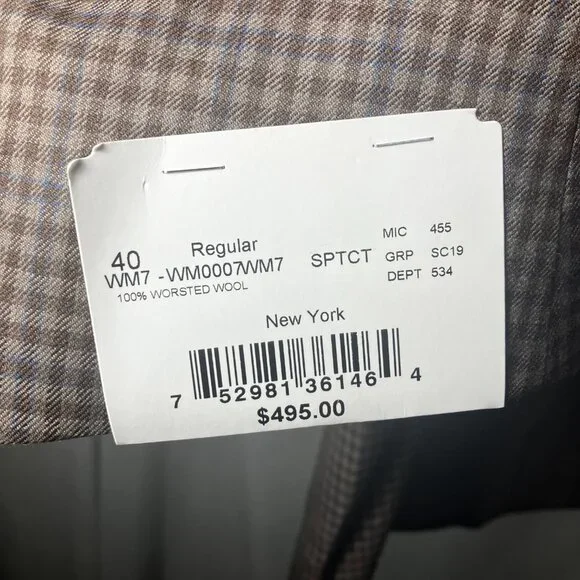 40 Regular
WM7 -WM0007WM7
100% WORSTED WOOL
SPTCT
MIC 455
GRP SC19
DEPT 534
New York
7 52981 36146 4
$495.00